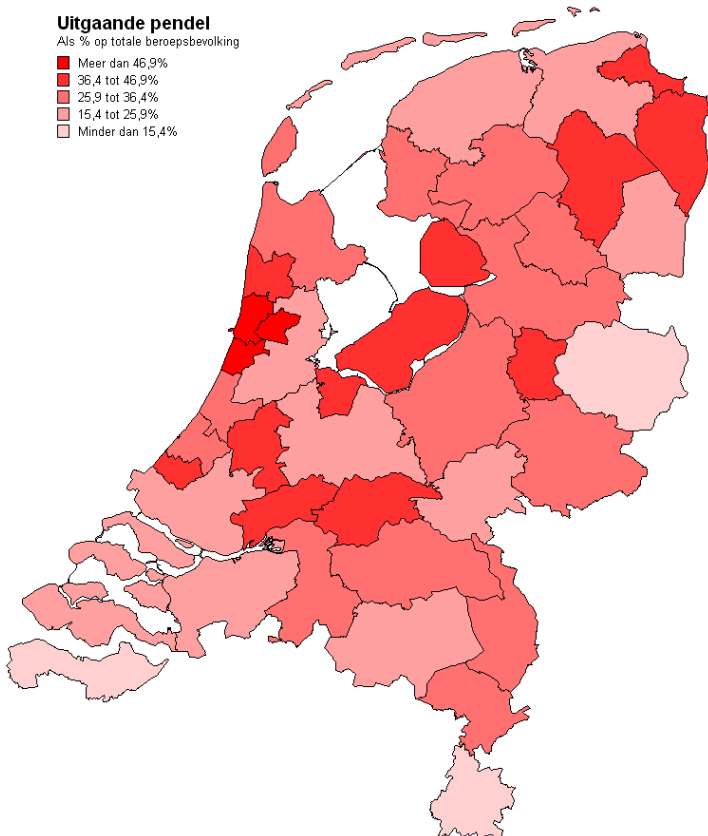 Uitgaande pendel
Als % op totale beroepsbevolking
Meer dan 46,9%
36,4 tot 46,9%
25,9 tot 36,4%
15,4 tot 25,9%
Minder dan 15,4%